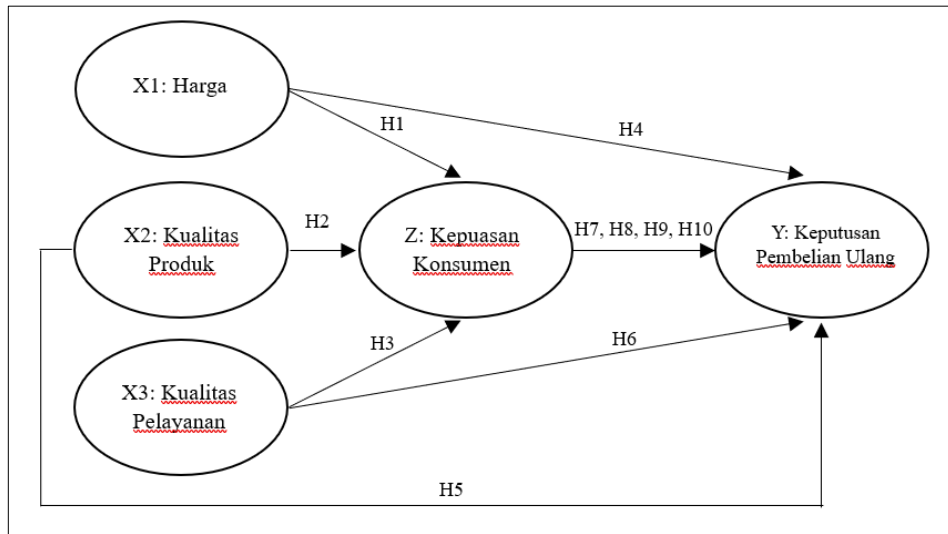 X1: Harga
H1
H4
X2: Kualitas
Produk
H2
Z: Kepuasan
Konsumen
H7, H8, H9, H10
Y: Keputusan
Pembelian Ulang
H3
H6
X3: Kualitas
Pelayanan
H5